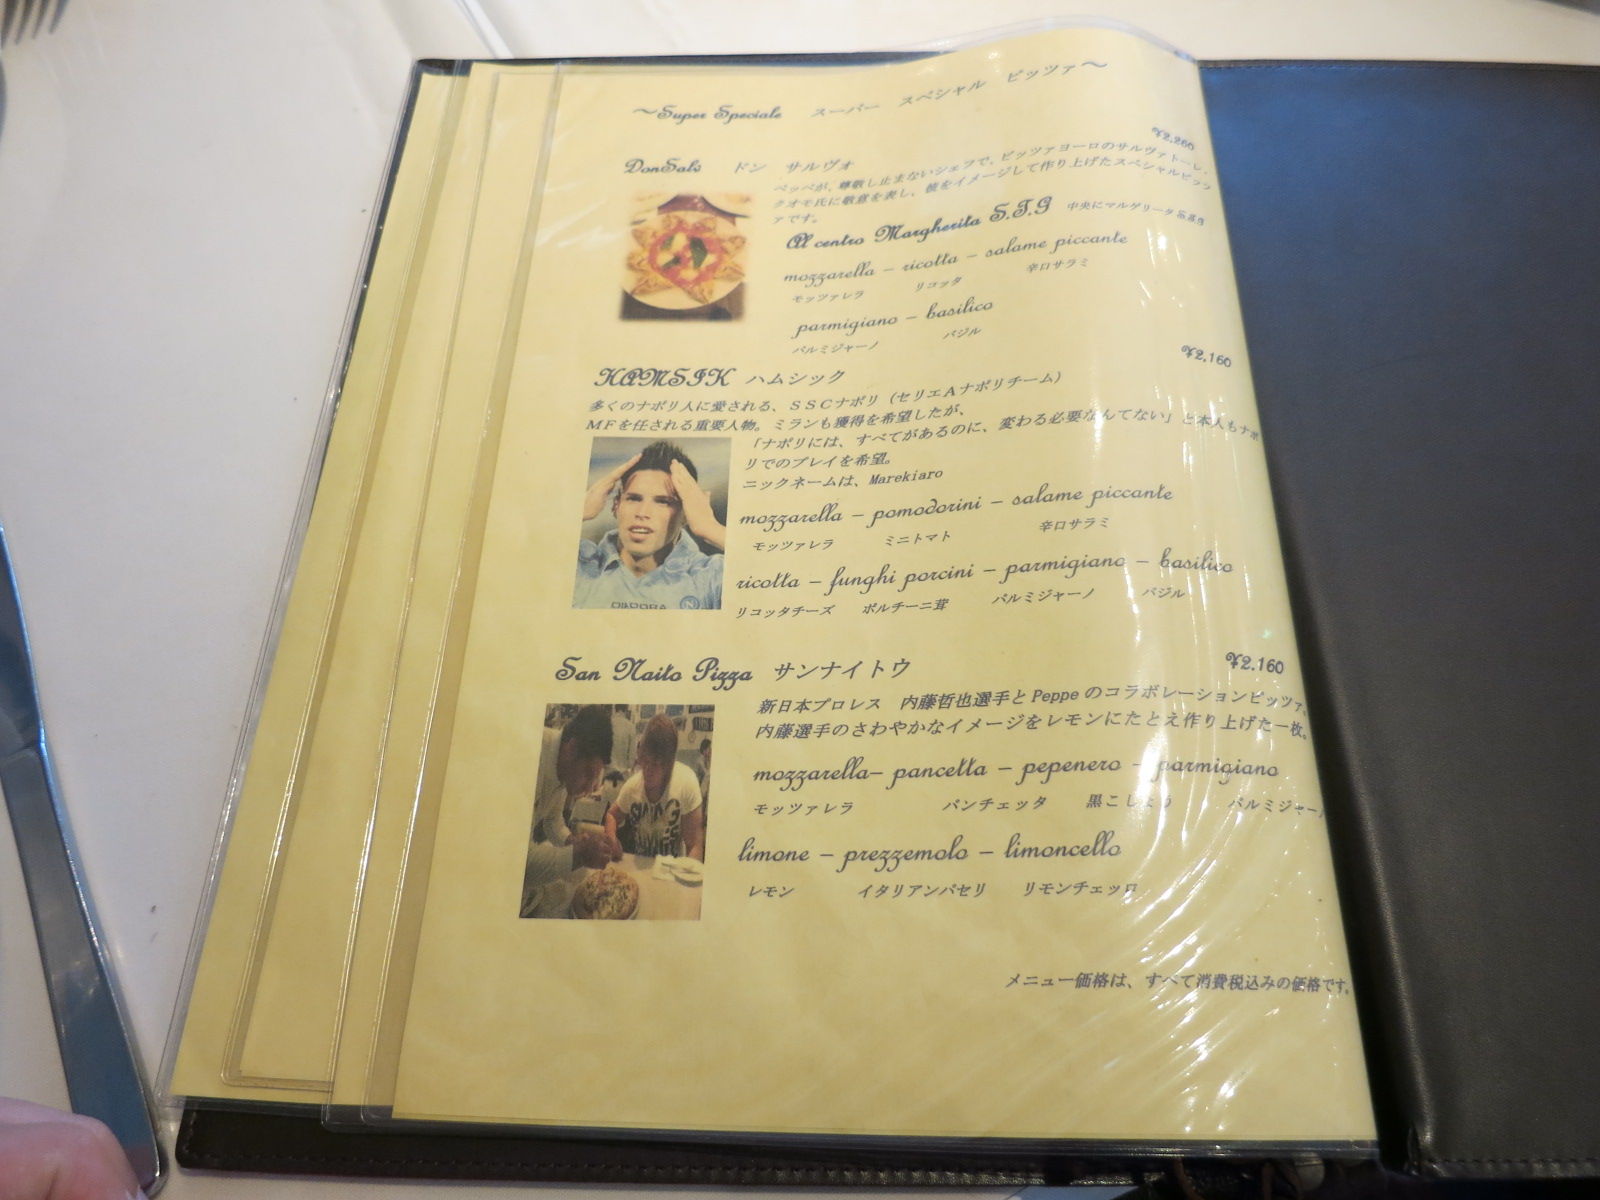 ～Super Speciale　スーパー　スペシャル　ピッツァ～
¥2,260
DonSalv　ドン　サルヴォ
ペッペが、尊敬し止まないシェフで、ピッツァヨーロのサルヴァトーレ・
クオモ氏に敬意を表し、彼をイメージして作り上げたスペシャルピッツ
ァです。
Al centro Margherita S.T.G　中央にマルゲリータ
mozzarella – ricotta – salame piccante
モッツァレラ　リコッタ　辛口サラミ
parmigiano – basilico
パルミジャーノ　バジル
¥2,160
HAMSIK ハムシック
多くのナポリ人に愛される、SSCナポリ（セリエAナポリチーム）
MFを任される重要人物。ミランも獲得を希望したが、
「ナポリには、すべてがあるのに、変わる必要なんてない」と本人もナポ
リでのプレイを希望。
ニックネームは、Marekiaro
mozzarella – pomodorini – salame piccante
モッツァレラ　ミニトマト　辛口サラミ
ricotta – funghi porcini – parmigiano – basilico
リコッタチーズ　ポルチーニ茸　パルミジャーノ　バジル
San Naito Pizza　サンナイトウ
¥2.160
新日本プロレス　内藤哲也選手とPeppeのコラボレーションピッツァ。
内藤選手のさわやかなイメージをレモンにたとえ作り上げた一枚。
mozzarella– pancetta – pepenero – parmigiano
モッツァレラ　パンチェッタ　黒こしょう　パルミジャー
limone – prezzemolo – limoncello
レモン　イタリアンパセリ　リモンチェッロ
メニュー価格は、すべて消費税込みの価格です。